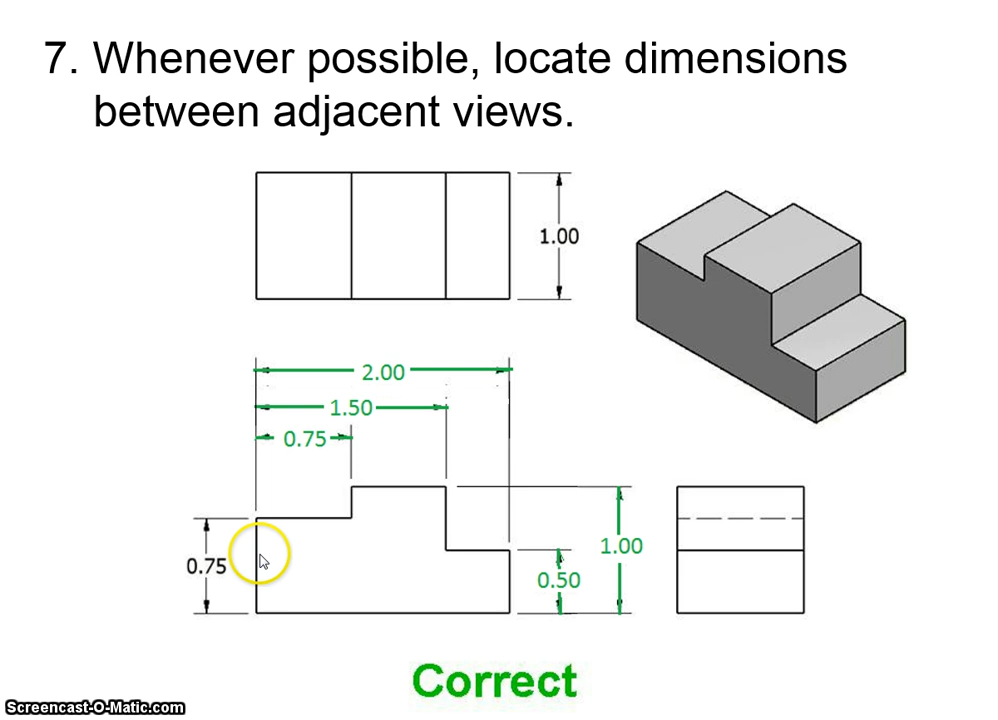 7. Whenever possible, locate dimensions
between adjacent views.
1.00
2.00
1.50
0.75
1.00
0.75
0.50
Correct
Screencast-O-Matic.com